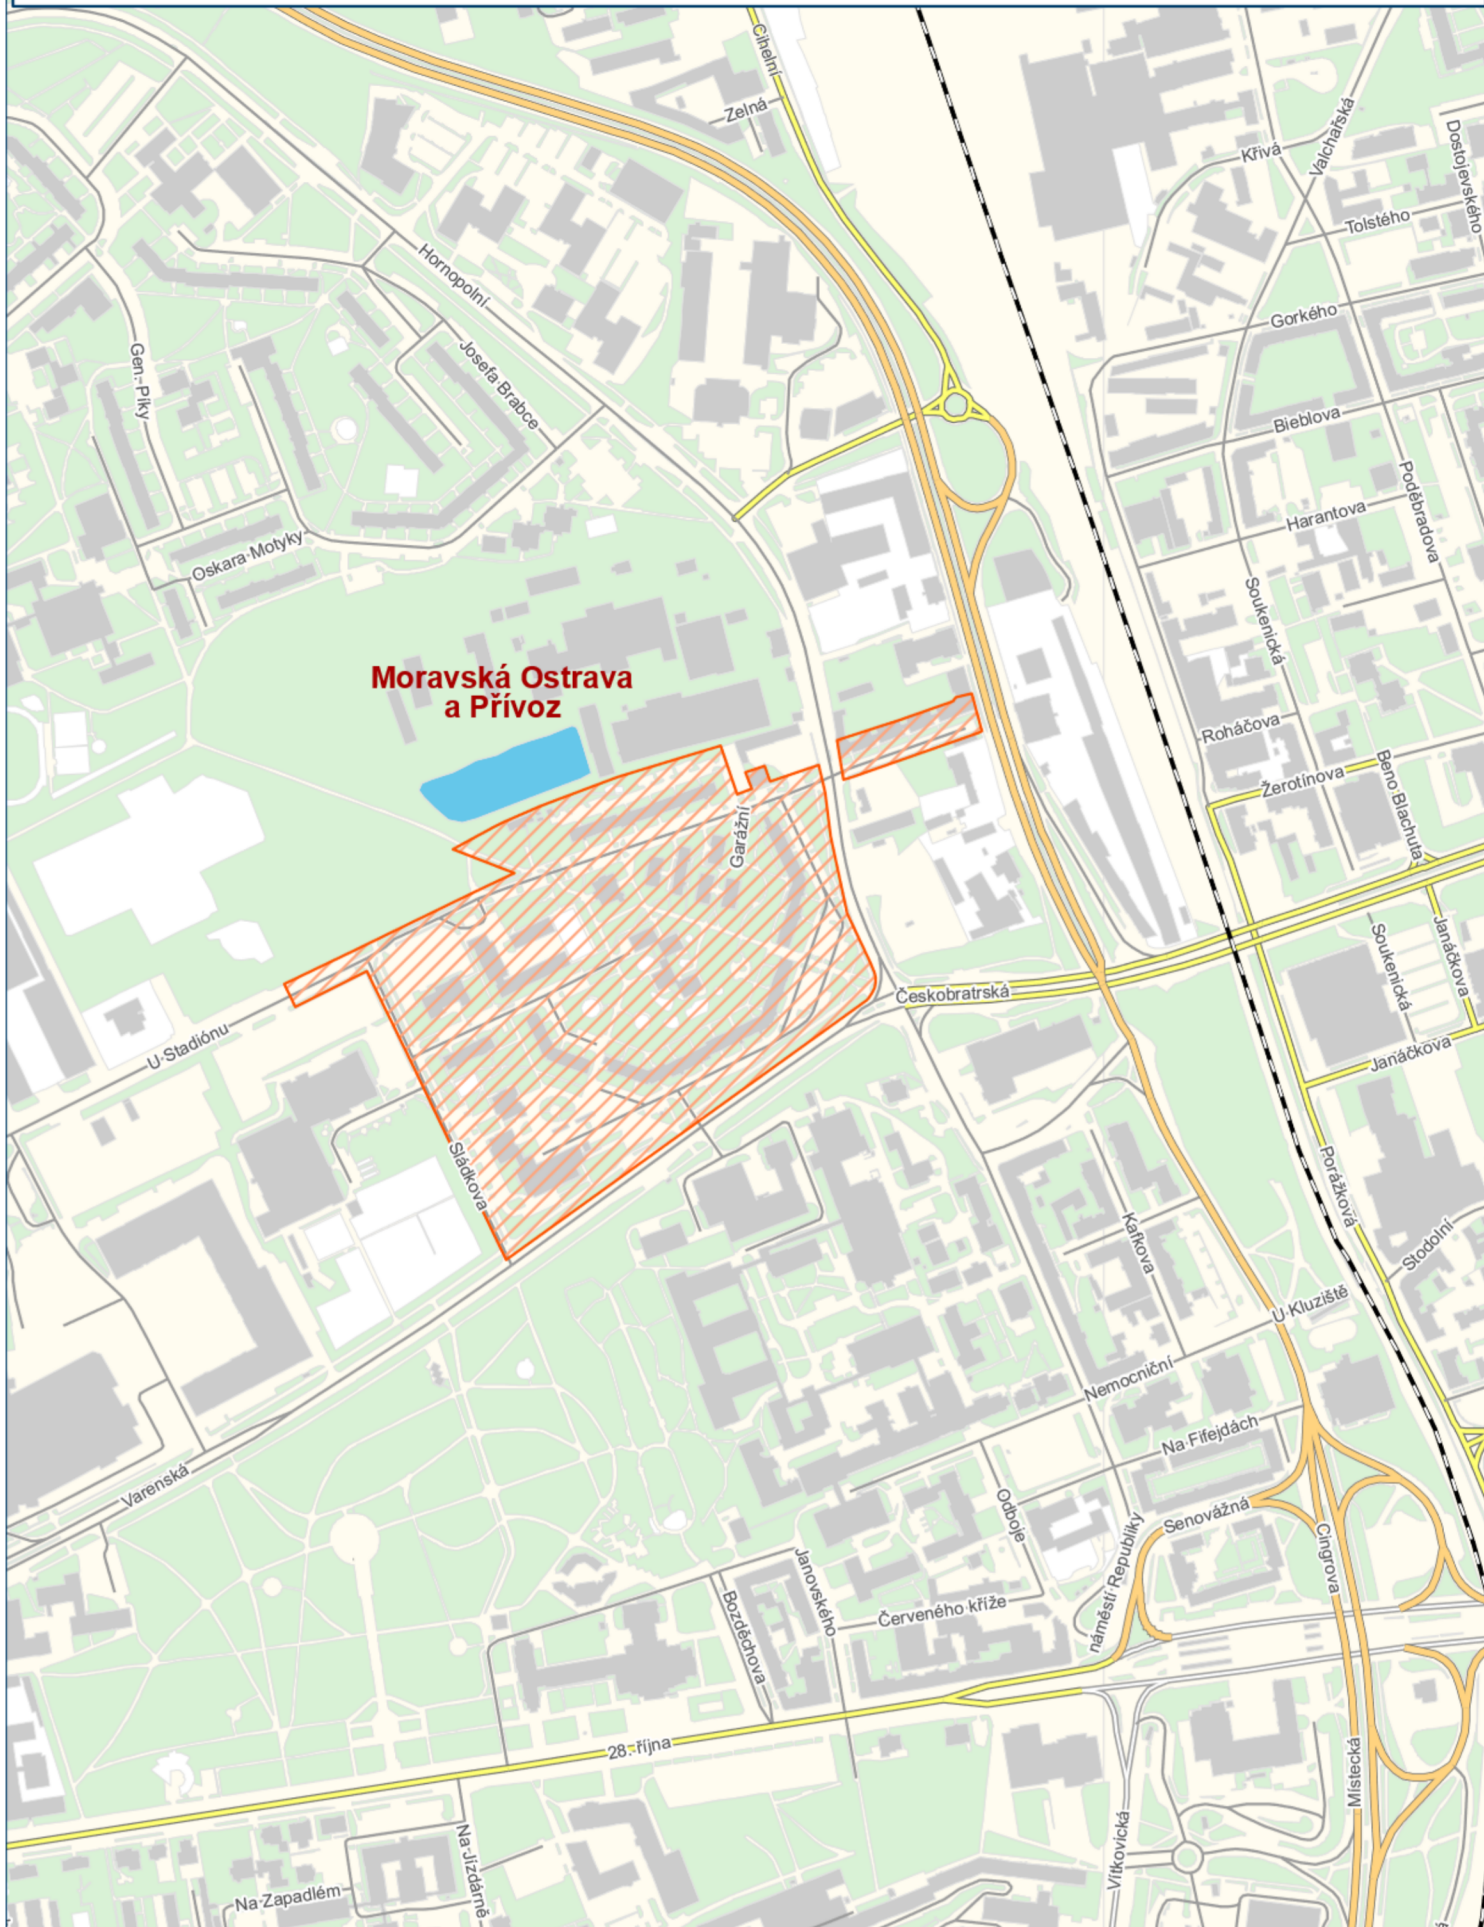 Cihelní
Zelná
Křivá
Valchařská
Dostojevského
Tolstého
Hornopolní
Gorkého
Josefa Brabce
Gen. Píky
Bieblova
Poděbradova
Harantova
Oskara Motyky
Soukenická
Moravská Ostrava
a Přívoz
Roháčova
Žerotínova
Beno Blachuta
Garážní
Soukenická
Janáčkova
Českobratrská
U Stadiónu
Janáčkova
Sládkova
Porážková
Kafkova
Stodolní
U Kluziště
Nemocniční
Na Fifejdách
Varenská
Odboje
Senovážná
náměstí Republiky
Cingrova
Janovského
Bozděchova
Červeného kříže
28. října
Místecká
Vítkovická
Na Jízdárně
Na Zapadlém